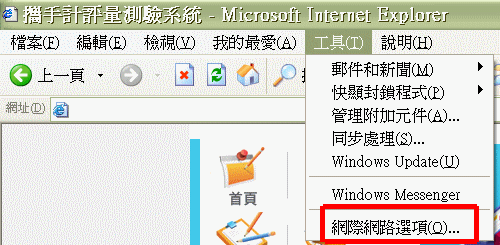 攜手計評量測驗系統 - Microsoft Internet Explorer
檔案(F) 編輯(E) 檢視(V) 我的最愛(A) 工具(T) 說明(H)
上一頁
網址(D)
郵件和新聞(M)
快顯封鎖程式(P)
管理附加元件(A)...
同步處理(S)...
Windows Update(U)
Windows Messenger
網際網路選項(O)...
首頁